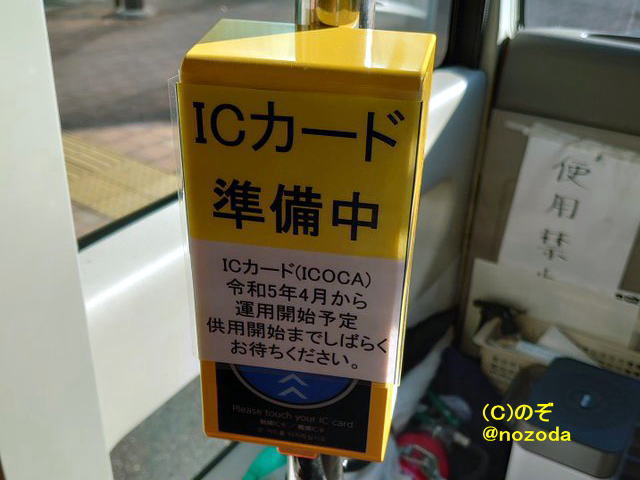 ICカード
準備中
ICカード(ICOCA)
令和5年4月から
運用開始予定
供用開始までしばらく
お待ちください。
Please touch your IC card
使用禁止
(C)のぞ
@nozoda